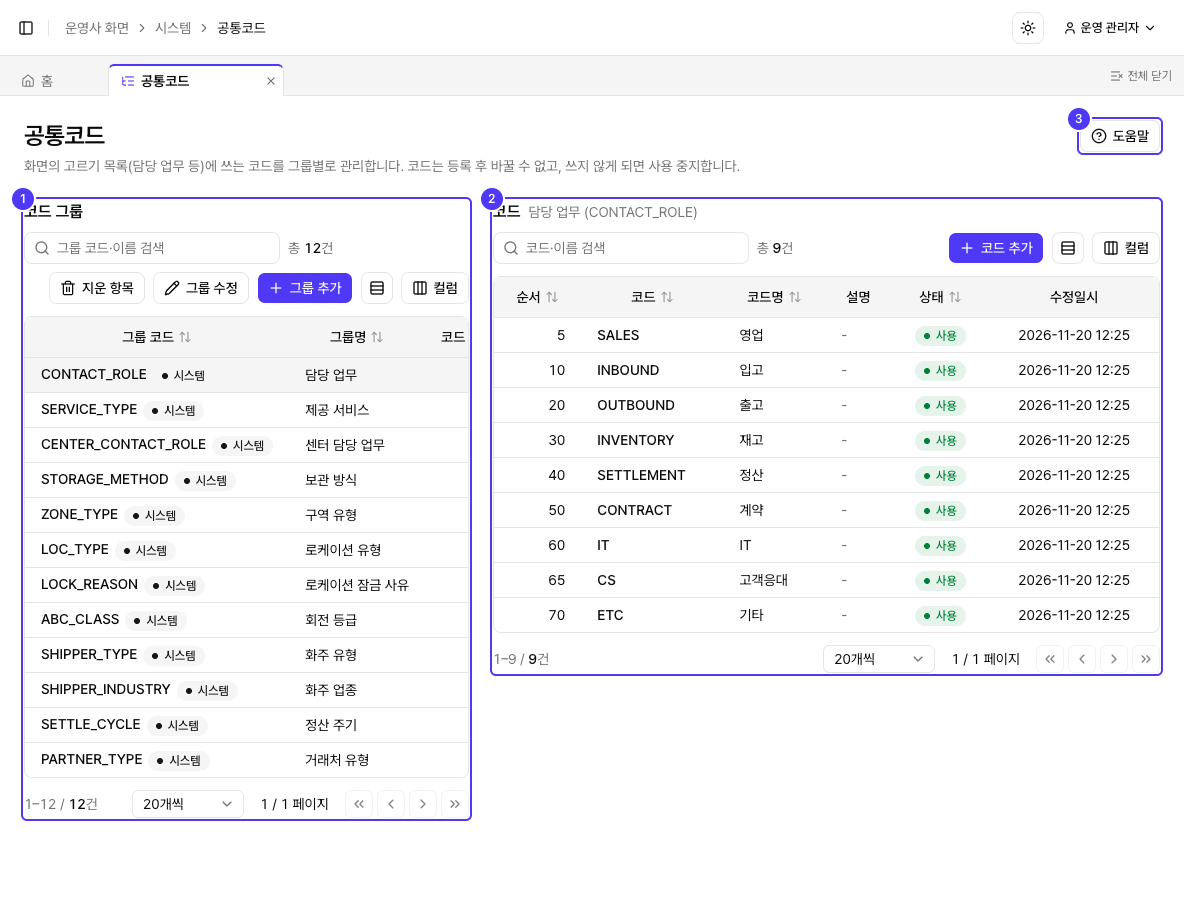 운영사 화면 > 시스템 > 공통코드
운영 관리자
홈
공통코드
전체 닫기
공통코드
화면의 고르기 목록(담당 업무 등)에 쓰는 코드를 그룹별로 관리합니다. 코드는 등록 후 바꿀 수 없고, 쓰지 않게 되면 사용 중지합니다.
3
도움말
1
코드 그룹
그룹 코드·이름 검색
총 12건
지운 항목
그룹 수정
그룹 추가
컬럼
그룹 코드 그룹명 코드
CONTACT_ROLE 시스템 담당 업무
SERVICE_TYPE 시스템 제공 서비스
CENTER_CONTACT_ROLE 시스템 센터 담당 업무
STORAGE_METHOD 시스템 보관 방식
ZONE_TYPE 시스템 구역 유형
LOC_TYPE 시스템 로케이션 유형
LOCK_REASON 시스템 로케이션 잠금 사유
ABC_CLASS 시스템 회전 등급
SHIPPER_TYPE 시스템 화주 유형
SHIPPER_INDUSTRY 시스템 화주 업종
SETTLE_CYCLE 시스템 정산 주기
PARTNER_TYPE 시스템 거래처 유형
1–12 / 12건
20개씩
1 / 1 페이지
2
코드 담당 업무 (CONTACT_ROLE)
코드·이름 검색
총 9건
코드 추가
컬럼
순서 코드 코드명 설명 상태 수정일시
5 SALES 영업 - 사용 2026-11-20 12:25
10 INBOUND 입고 - 사용 2026-11-20 12:25
20 OUTBOUND 출고 - 사용 2026-11-20 12:25
30 INVENTORY 재고 - 사용 2026-11-20 12:25
40 SETTLEMENT 정산 - 사용 2026-11-20 12:25
50 CONTRACT 계약 - 사용 2026-11-20 12:25
60 IT IT - 사용 2026-11-20 12:25
65 CS 고객응대 - 사용 2026-11-20 12:25
70 ETC 기타 - 사용 2026-11-20 12:25
1–9 / 9건
20개씩
1 / 1 페이지